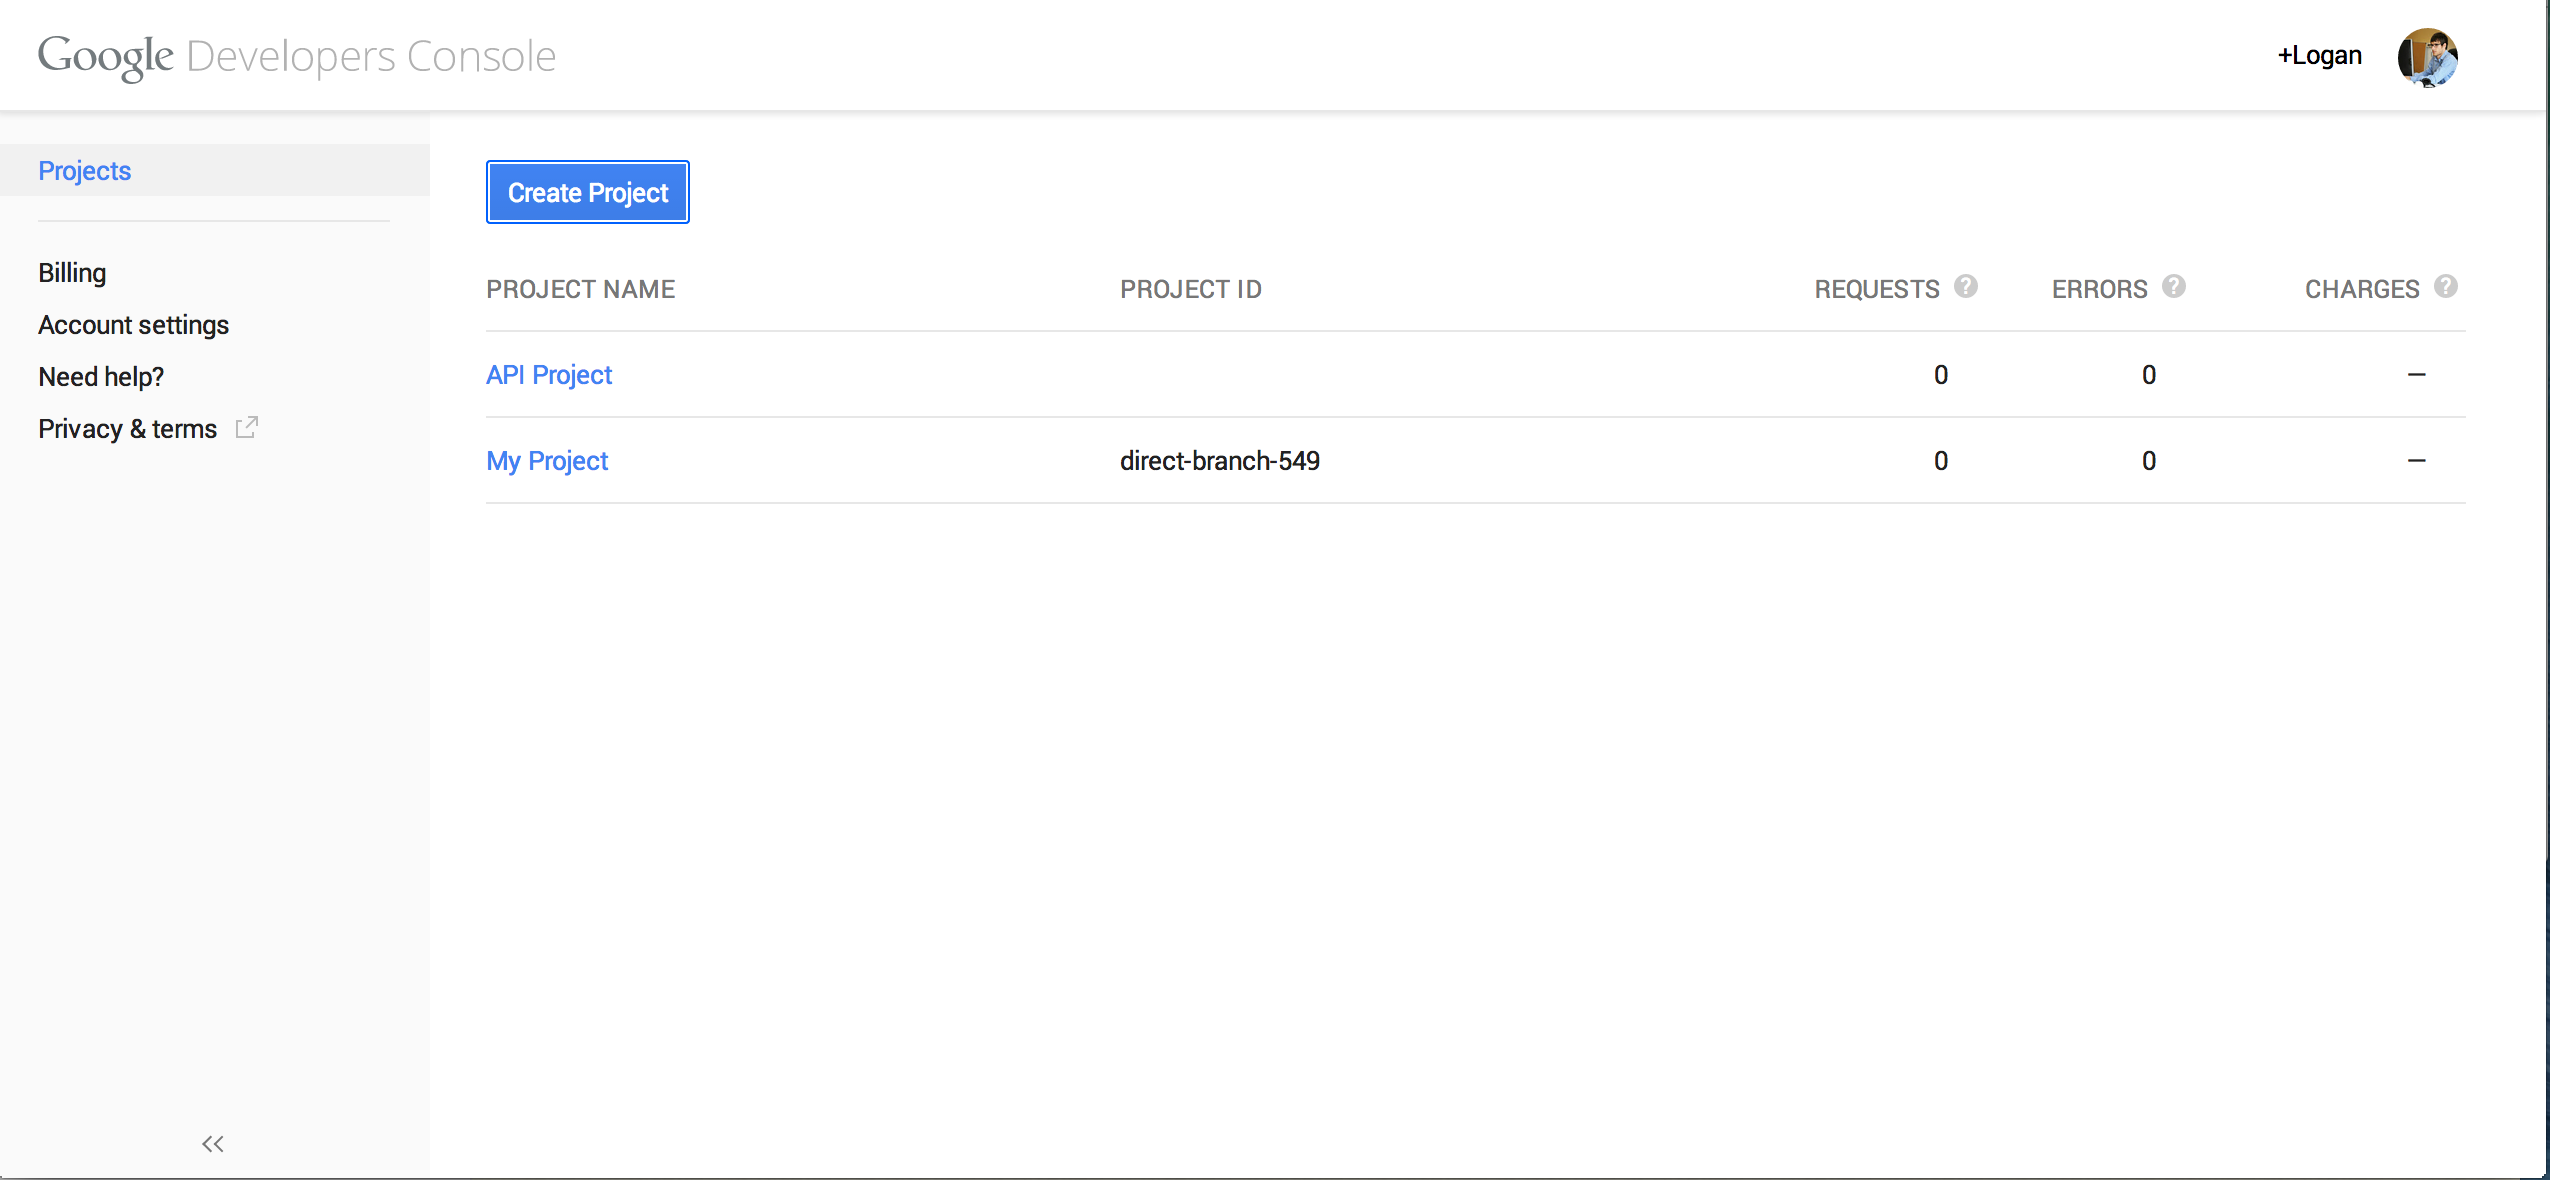 Google Developers Console
+Logan
Projects
Billing
Account settings
Need help?
Privacy & terms
Create Project
PROJECT NAME PROJECT ID REQUESTS ? ERRORS ? CHARGES ?
API Project 0 0 –
My Project direct-branch-549 0 0 –